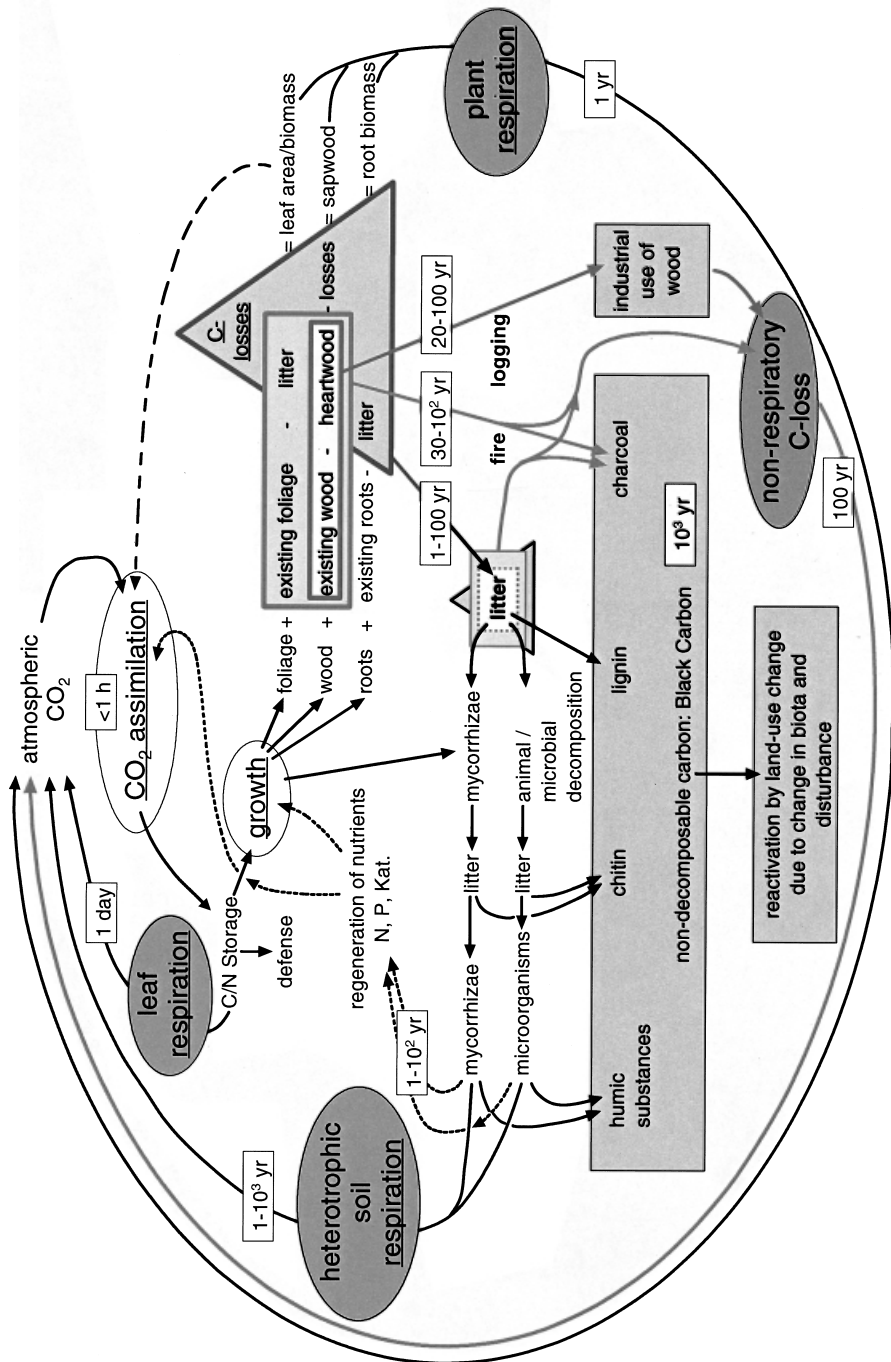 atmospheric
CO2
<1 h
CO2 assimilation
1 day
leaf
respiration
C/N Storage
defense
growth
foliage + existing foliage - litter = leaf area/biomass
wood + existing wood - heartwood - losses = sapwood
roots + existing roots - litter = root biomass
C-
losses
plant
respiration
1 yr
regeneration of nutrients
N, P, Kat.
1-10² yr
1-10³ yr
heterotrophic
soil
respiration
mycorrhizae litter mycorrhizae
microorganisms litter animal /
microbial
decomposition
litter
1-100 yr
30-10² yr
20-100 yr
fire
logging
industrial
use of
wood
humic
substances
chitin
lignin
charcoal
non-decomposable carbon: Black Carbon
10³ yr
non-respiratory
C-loss
100 yr
reactivation by land-use change
due to change in biota and
disturbance